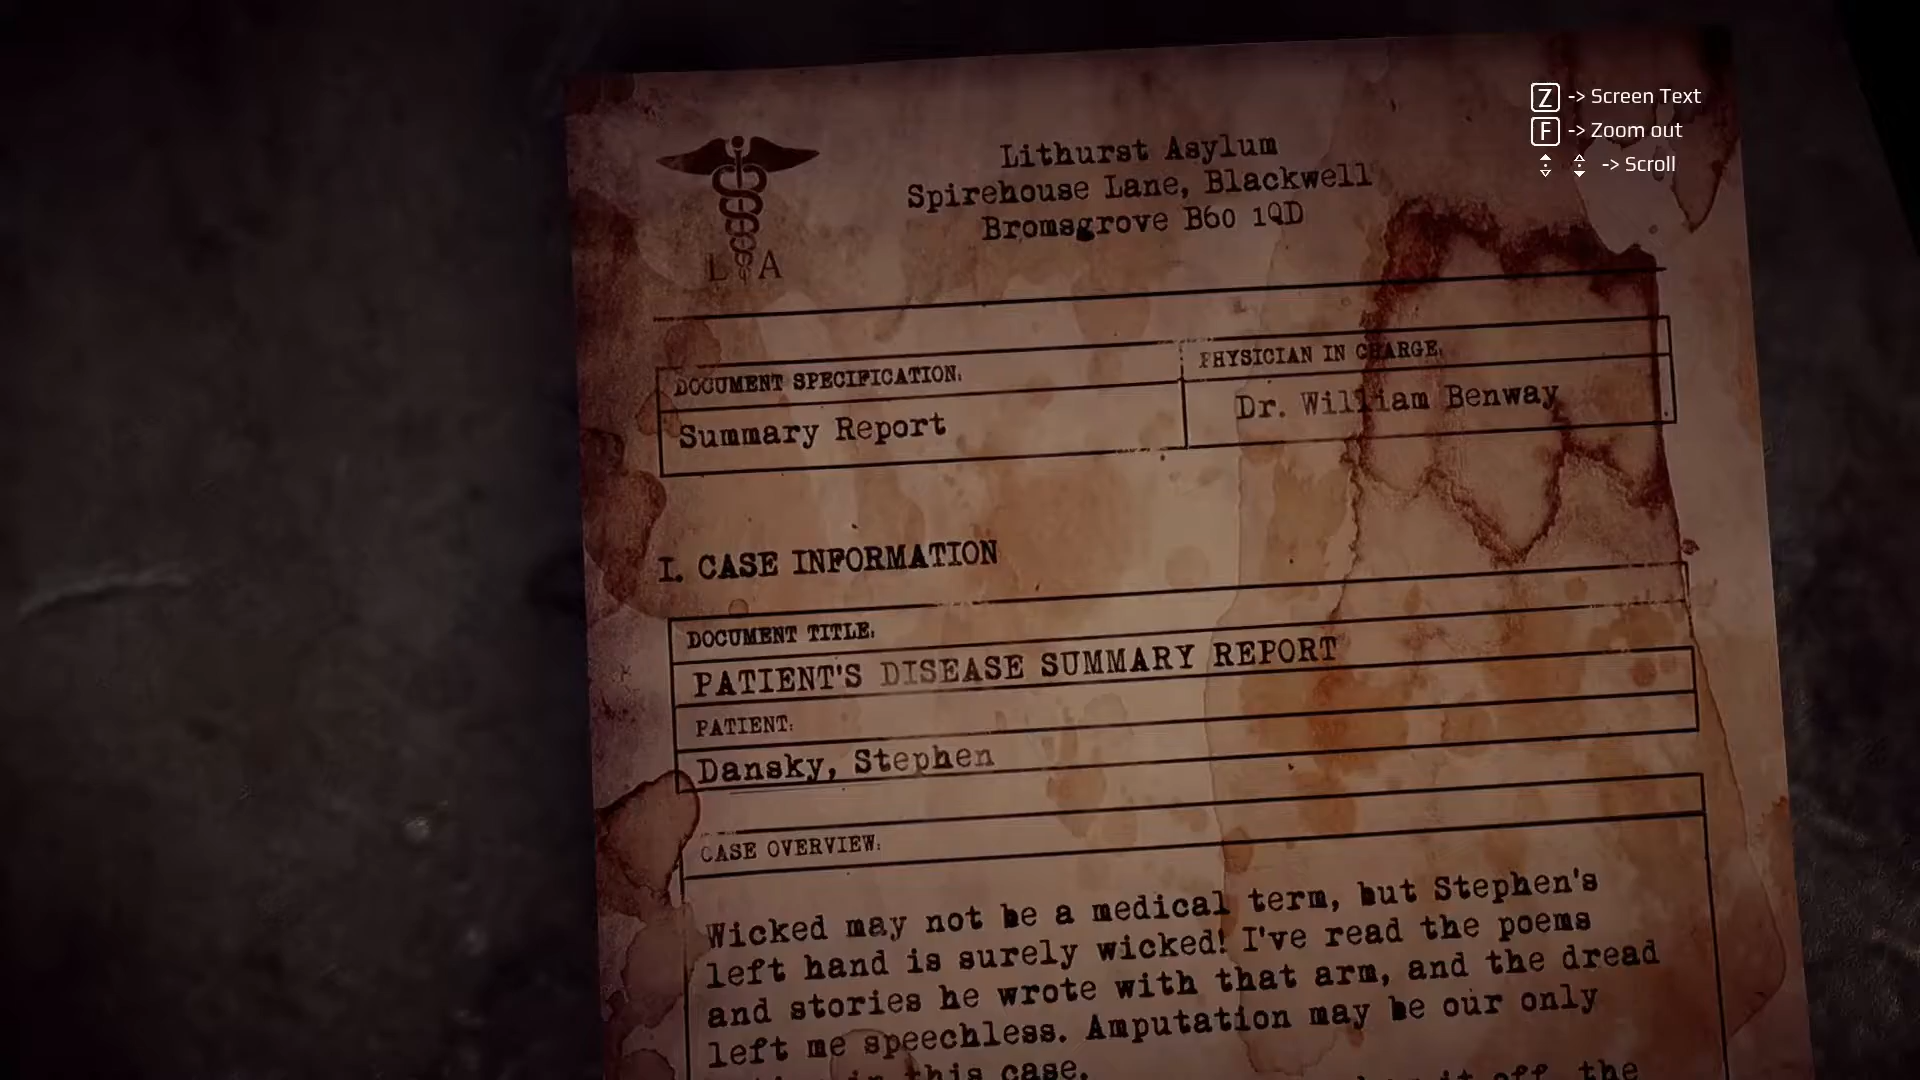 Z -> Screen Text
F -> Zoom out
-> Scroll
L A
Lithurst Asylum
Spirehouse Lane, Blackwell
Bromsgrove B60 1QD
DOCUMENT SPECIFICATION:
PHYSICIAN IN CHARGE:
Summary Report
Dr. William Benway
I. CASE INFORMATION
DOCUMENT TITLE:
PATIENT'S DISEASE SUMMARY REPORT
PATIENT:
Dansky, Stephen
CASE OVERVIEW:
Wicked may not be a medical term, but Stephen's
left hand is surely wicked! I've read the poems
and stories he wrote with that arm, and the dread
left me speechless. Amputation may be our only
in this case.
it off, the